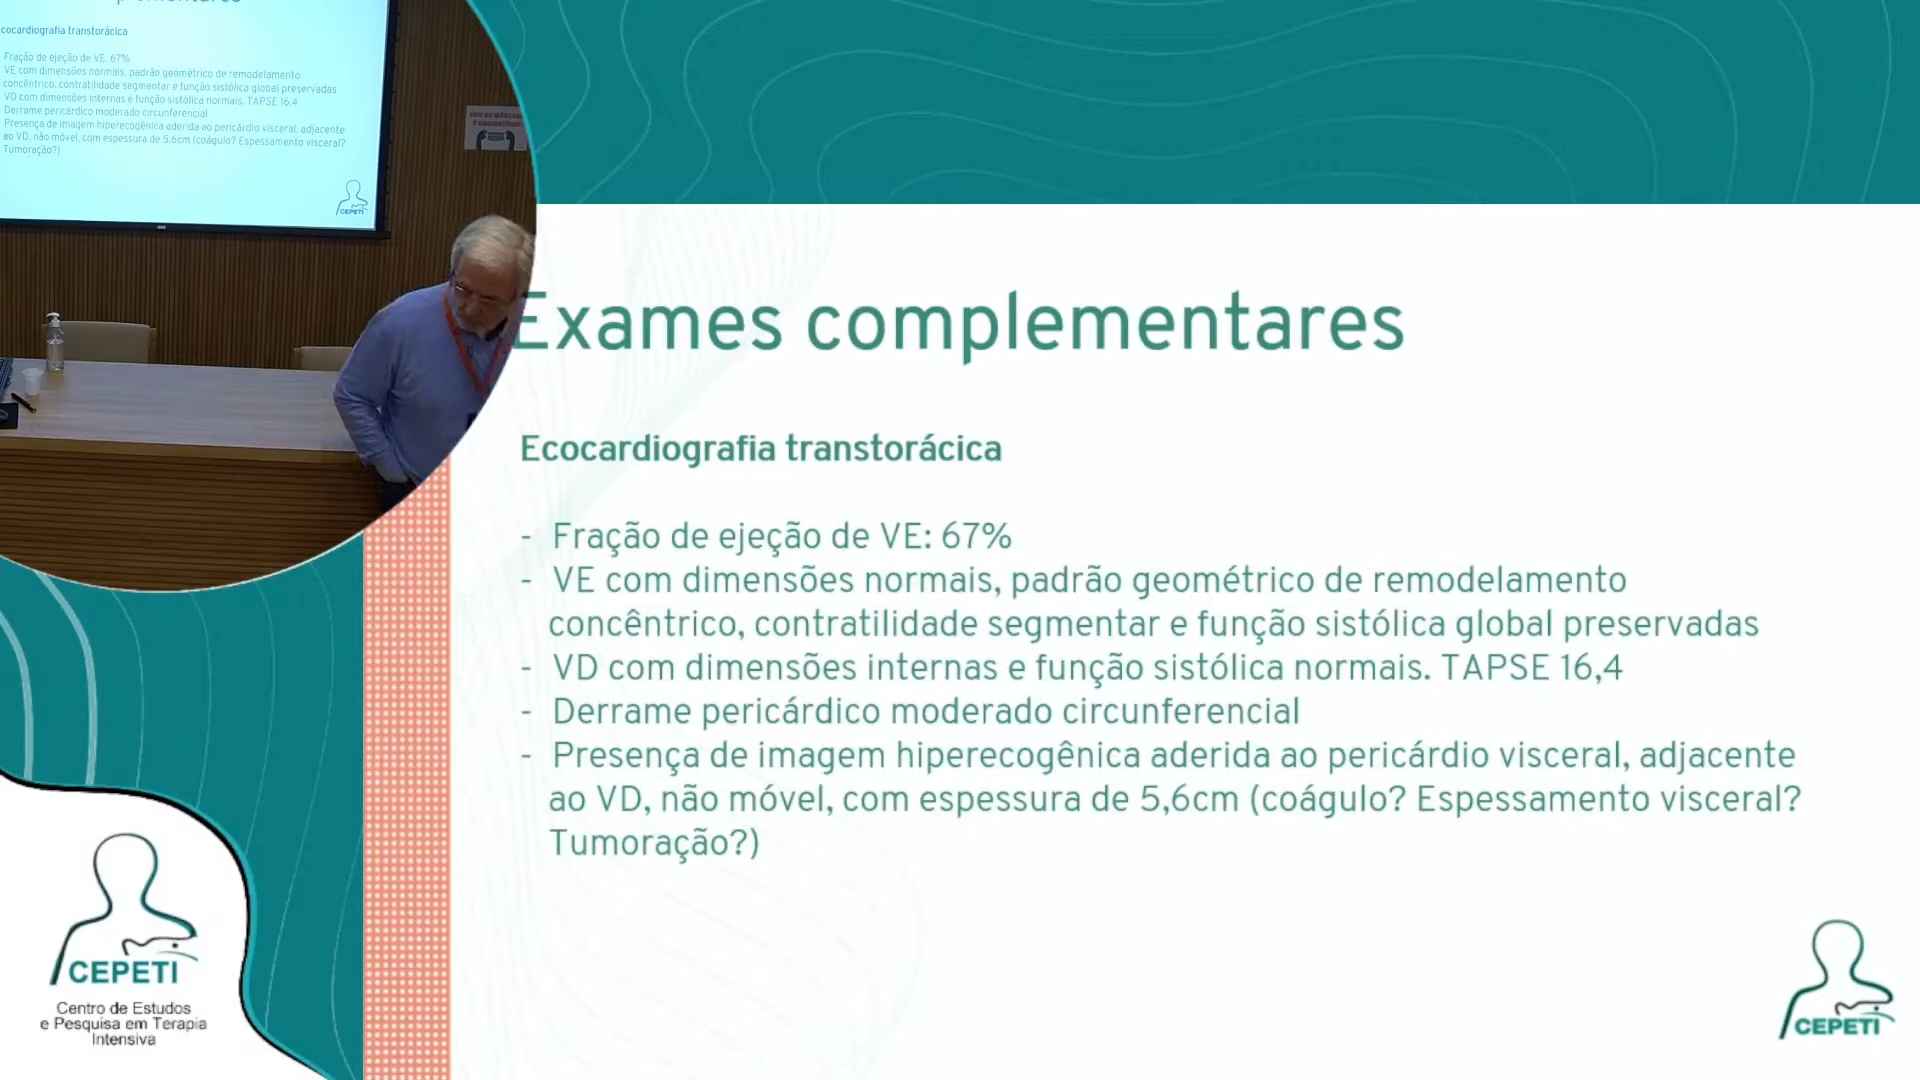 cocardiografia transtorácica
Fração de ejeção de VE: 67%
VE com dimensões normais, padrão geométrico de remodelamento
concêntrico, contratilidade segmentar e função sistólica global preservadas
VD com dimensões internas e função sistólica normais. TAPSE 16,4
Derrame pericárdico moderado circunferencial
Presença de imagem hiperecogênica aderida ao pericárdio visceral, adjacente
ao VD, não móvel, com espessura de 5,6cm (coágulo? Espessamento visceral?
Tumoração?)
CEPETI
Exames complementares
Ecocardiografia transtorácica
- Fração de ejeção de VE: 67%
- VE com dimensões normais, padrão geométrico de remodelamento
concêntrico, contratilidade segmentar e função sistólica global preservadas
- VD com dimensões internas e função sistólica normais. TAPSE 16,4
- Derrame pericárdico moderado circunferencial
- Presença de imagem hiperecogênica aderida ao pericárdio visceral, adjacente
ao VD, não móvel, com espessura de 5,6cm (coágulo? Espessamento visceral?
Tumoração?)
CEPETI
Centro de Estudos
e Pesquisa em Terapia
Intensiva
CEPETI